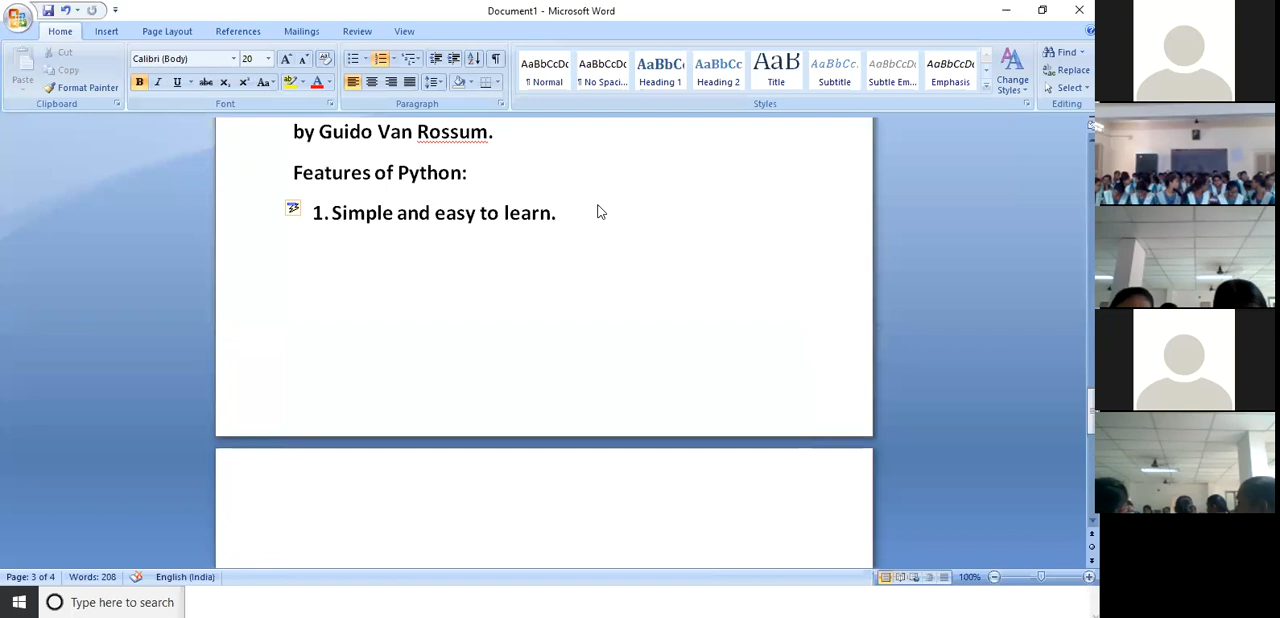 Document1 - Microsoft Word
Home Insert Page Layout References Mailings Review View
Paste
Cut
Copy
Format Painter
Clipboard
Calibri (Body) 20
B I U abc x, x' Aa A
Font
Paragraph
AaBbCcDc AaBbCcDc AaBbCc AaBbCc AaB AaBbCc. AaBbCcDc AaBbCcDc
¶ Normal ¶ No Spaci... Heading 1 Heading 2 Title Subtitle Subtle Em... Emphasis
Change
Styles
Styles
Find
Replace
Select
Editing
by Guido Van Rossum.
Features of Python:
1. Simple and easy to learn.
Page: 3 of 4 Words: 208 English (India) 100%
Type here to search